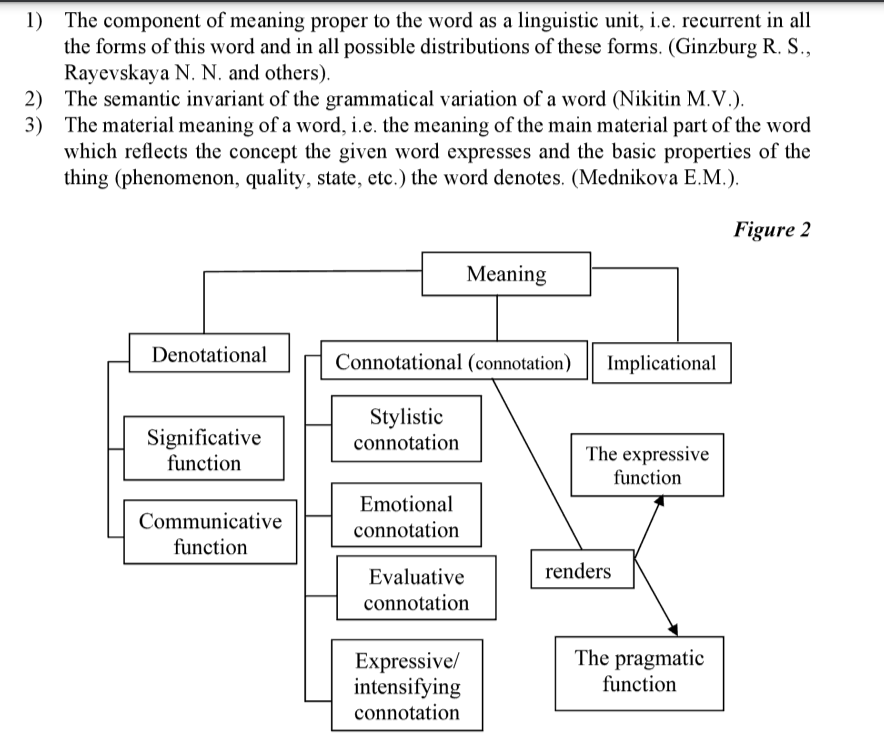 1) The component of meaning proper to the word as a linguistic unit, i.e. recurrent in all
the forms of this word and in all possible distributions of these forms. (Ginzburg R. S.,
Rayevskaya N. N. and others).
2) The semantic invariant of the grammatical variation of a word (Nikitin M.V.).
3) The material meaning of a word, i.e. the meaning of the main material part of the word
which reflects the concept the given word expresses and the basic properties of the
thing (phenomenon, quality, state, etc.) the word denotes. (Mednikova E.M.).
Figure 2
Meaning
Denotational
Connotational (connotation)
Implicational
Significative
function
Communicative
function
Stylistic
connotation
Emotional
connotation
Evaluative
connotation
Expressive/
intensifying
connotation
renders
The expressive
function
The pragmatic
function